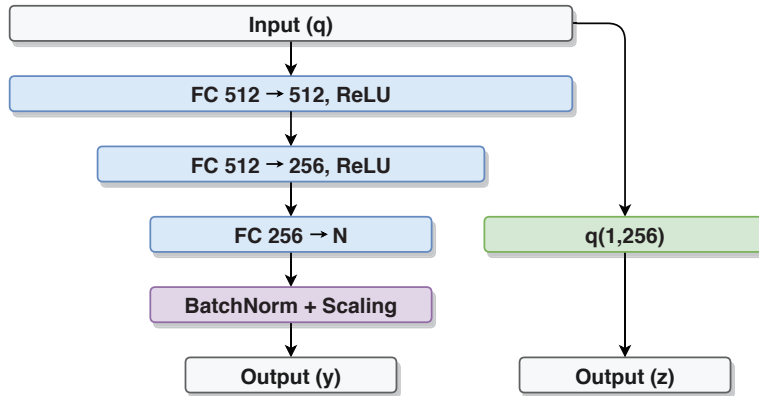 Input (q)
FC 512 → 512, ReLU
FC 512 → 256, ReLU
FC 256 → N
q(1,256)
BatchNorm + Scaling
Output (y)
Output (z)